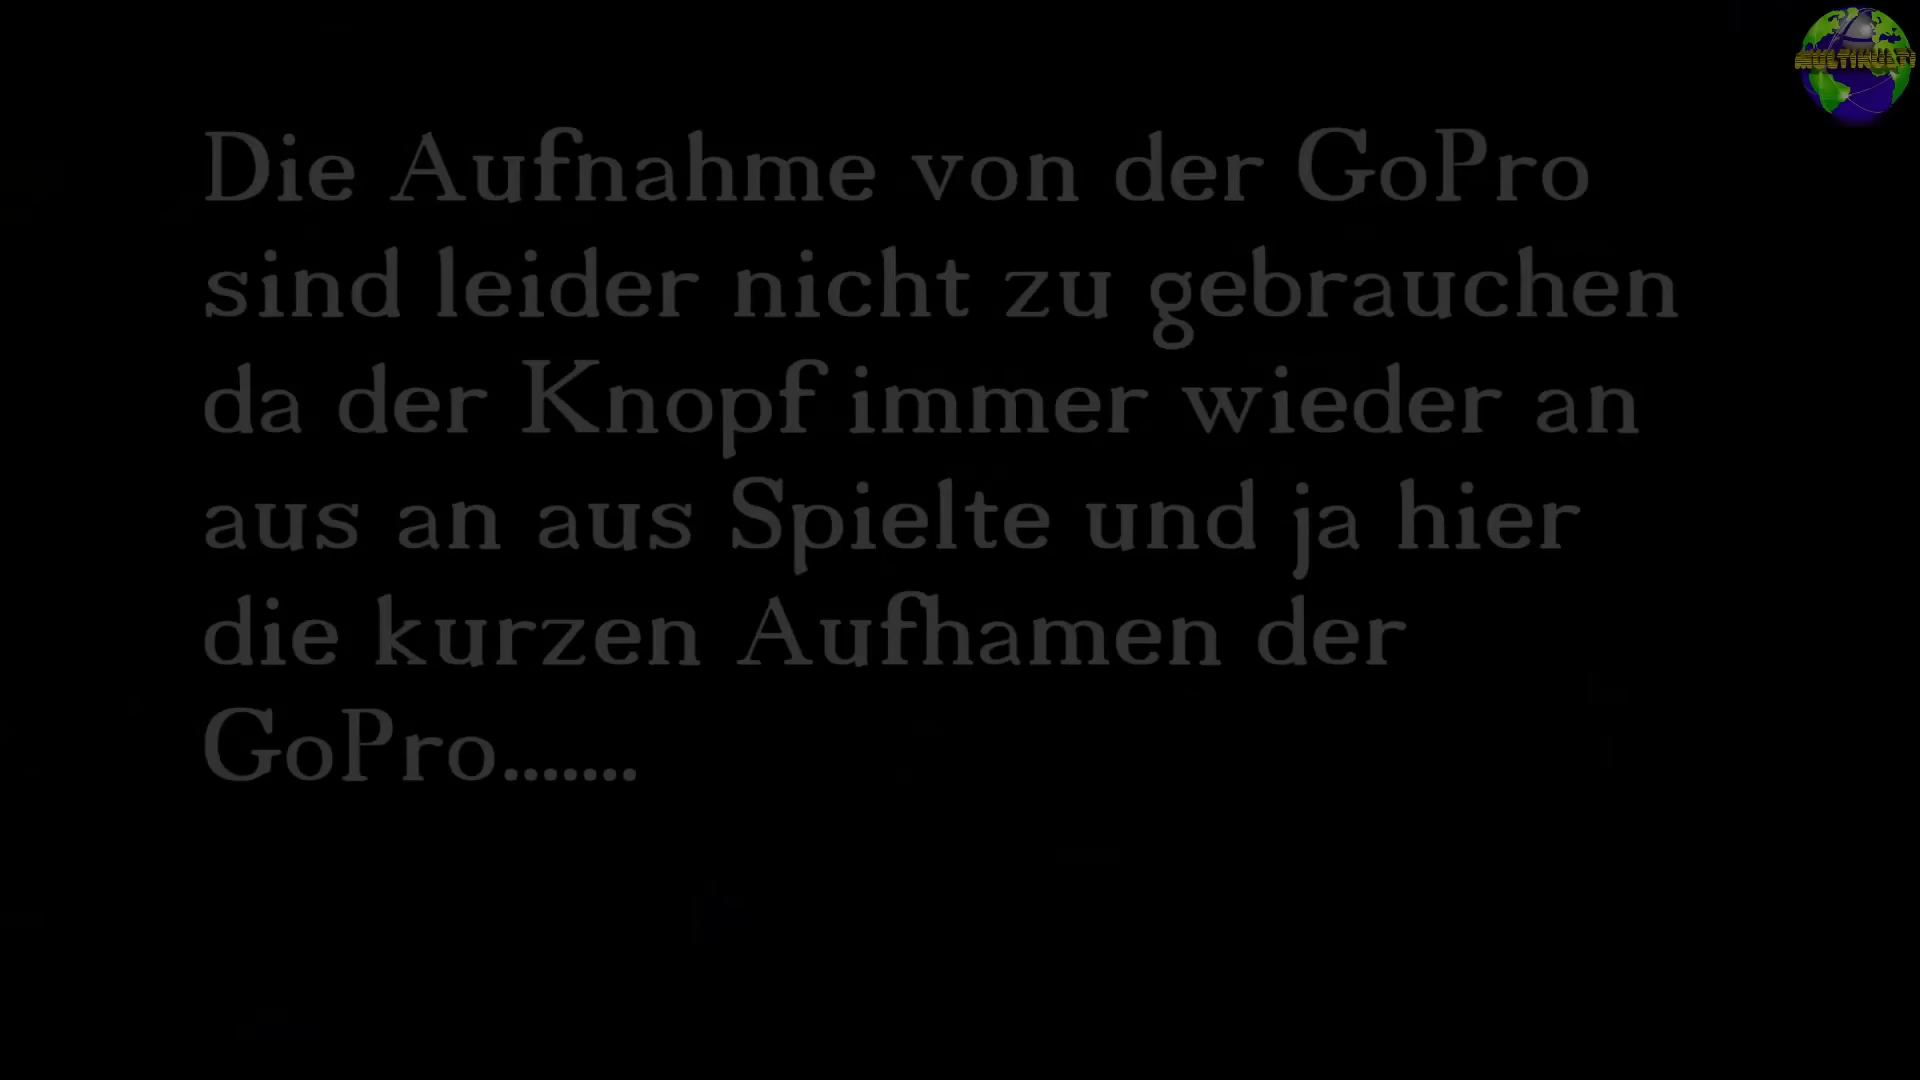 MULTIKULTI
Die Aufnahme von der GoPro
sind leider nicht zu gebrauchen
da der Knopf immer wieder an
aus an aus Spielte und ja hier
die kurzen Aufhamen der
GoPro.......